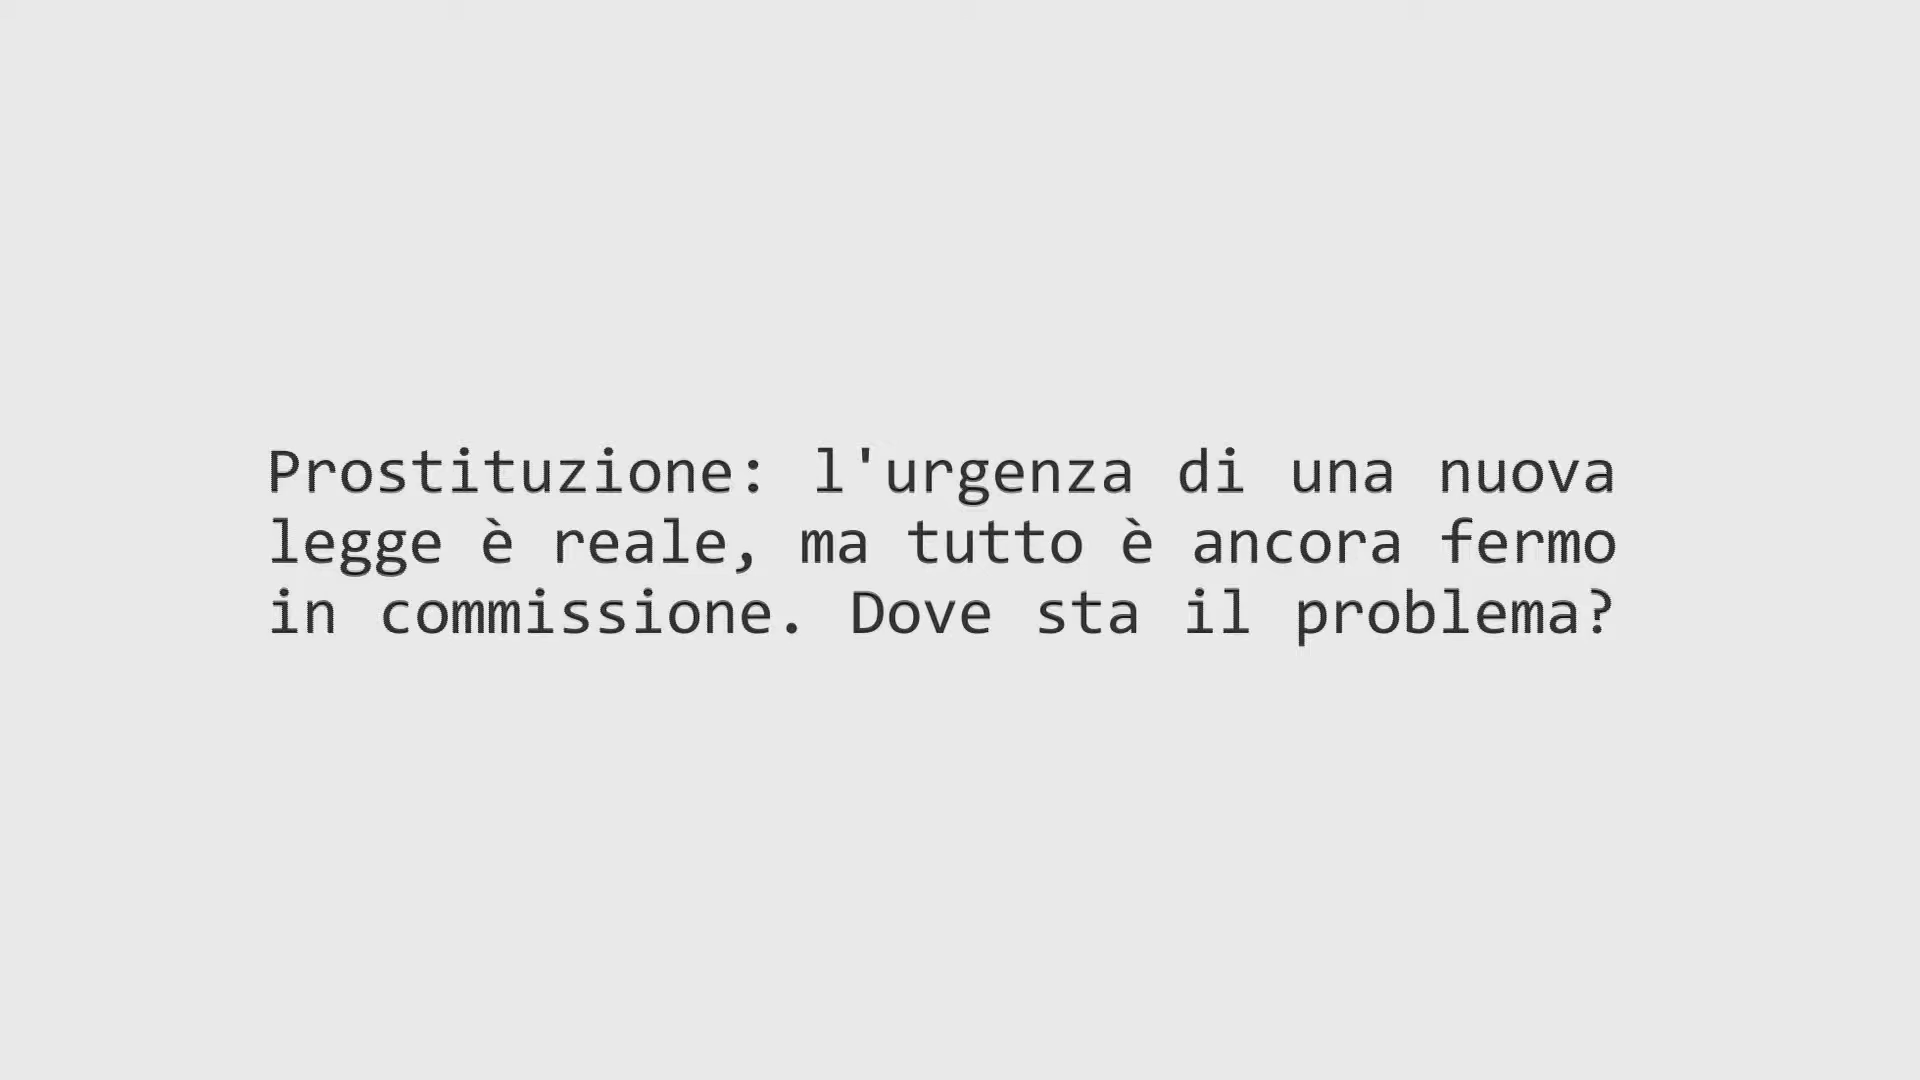 Prostituzione: l'urgenza di una nuova
legge è reale, ma tutto è ancora fermo
in commissione. Dove sta il problema?